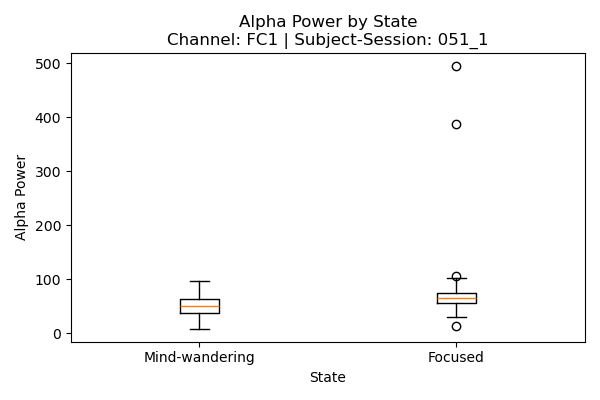 Alpha Power by State
Channel: FC1 | Subject-Session: 051_1
500
400
300
200
100
0
Alpha Power
Mind-wandering
Focused
State